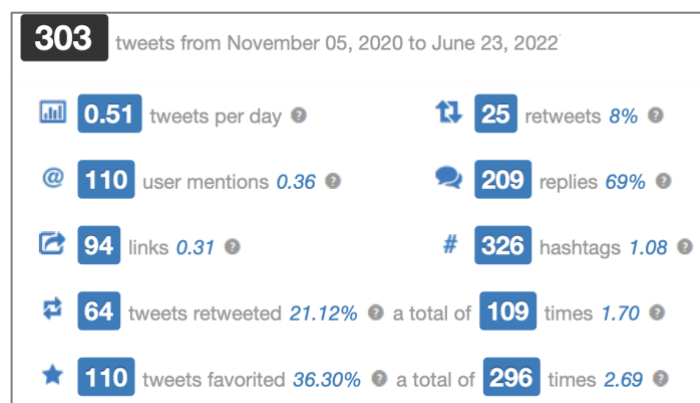 303 tweets from November 05, 2020 to June 23, 2022
0.51 tweets per day ? 25 retweets 8% ?
@ 110 user mentions 0.36 ? 209 replies 69% ?
94 links 0.31 ? # 326 hashtags 1.08 ?
64 tweets retweeted 21.12% ? a total of 109 times 1.70 ?
110 tweets favorited 36.30% ? a total of 296 times 2.69 ?